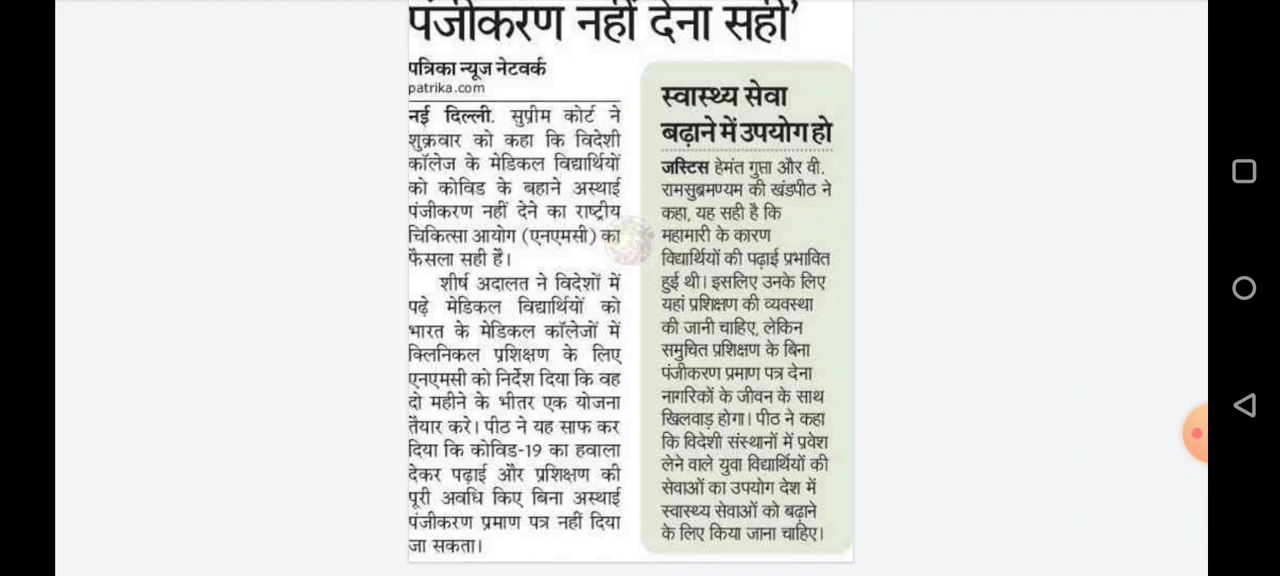 पंजीकरण नहीं देना सही'
पत्रिका न्यूज नेटवर्क
patrika.com
नई दिल्ली. सुप्रीम कोर्ट ने
शुक्रवार को कहा कि विदेशी
कॉलेज के मेडिकल विद्यार्थियों
को कोविड के बहाने अस्थाई
पंजीकरण नहीं देने का राष्ट्रीय
चिकित्सा आयोग (एनएमसी) का
फैसला सही है।
शीर्ष अदालत ने विदेशों में
पढ़े मेडिकल विद्यार्थियों को
भारत के मेडिकल कॉलेजों में
क्लिनिकल प्रशिक्षण के लिए
एनएमसी को निर्देश दिया कि वह
दो महीने के भीतर एक योजना
तैयार करे। पीठ ने यह साफ कर
दिया कि कोविड-19 का हवाला
देकर पढ़ाई और प्रशिक्षण की
पूरी अवधि किए बिना अस्थाई
पंजीकरण प्रमाण पत्र नहीं दिया
जा सकता।
स्वास्थ्य सेवा
बढ़ाने में उपयोग हो
जस्टिस हेमंत गुप्ता और वी.
रामसुब्रमण्यम की खंडपीठ ने
कहा, यह सही है कि
महामारी के कारण
विद्यार्थियों की पढ़ाई प्रभावित
हुई थी। इसलिए उनके लिए
यहां प्रशिक्षण की व्यवस्था
की जानी चाहिए, लेकिन
समुचित प्रशिक्षण के बिना
पंजीकरण प्रमाण पत्र देना
नागरिकों के जीवन के साथ
खिलवाड़ होगा। पीठ ने कहा
कि विदेशी संस्थानों में प्रवेश
लेने वाले युवा विद्यार्थियों की
सेवाओं का उपयोग देश में
स्वास्थ्य सेवाओं को बढ़ाने
के लिए किया जाना चाहिए।